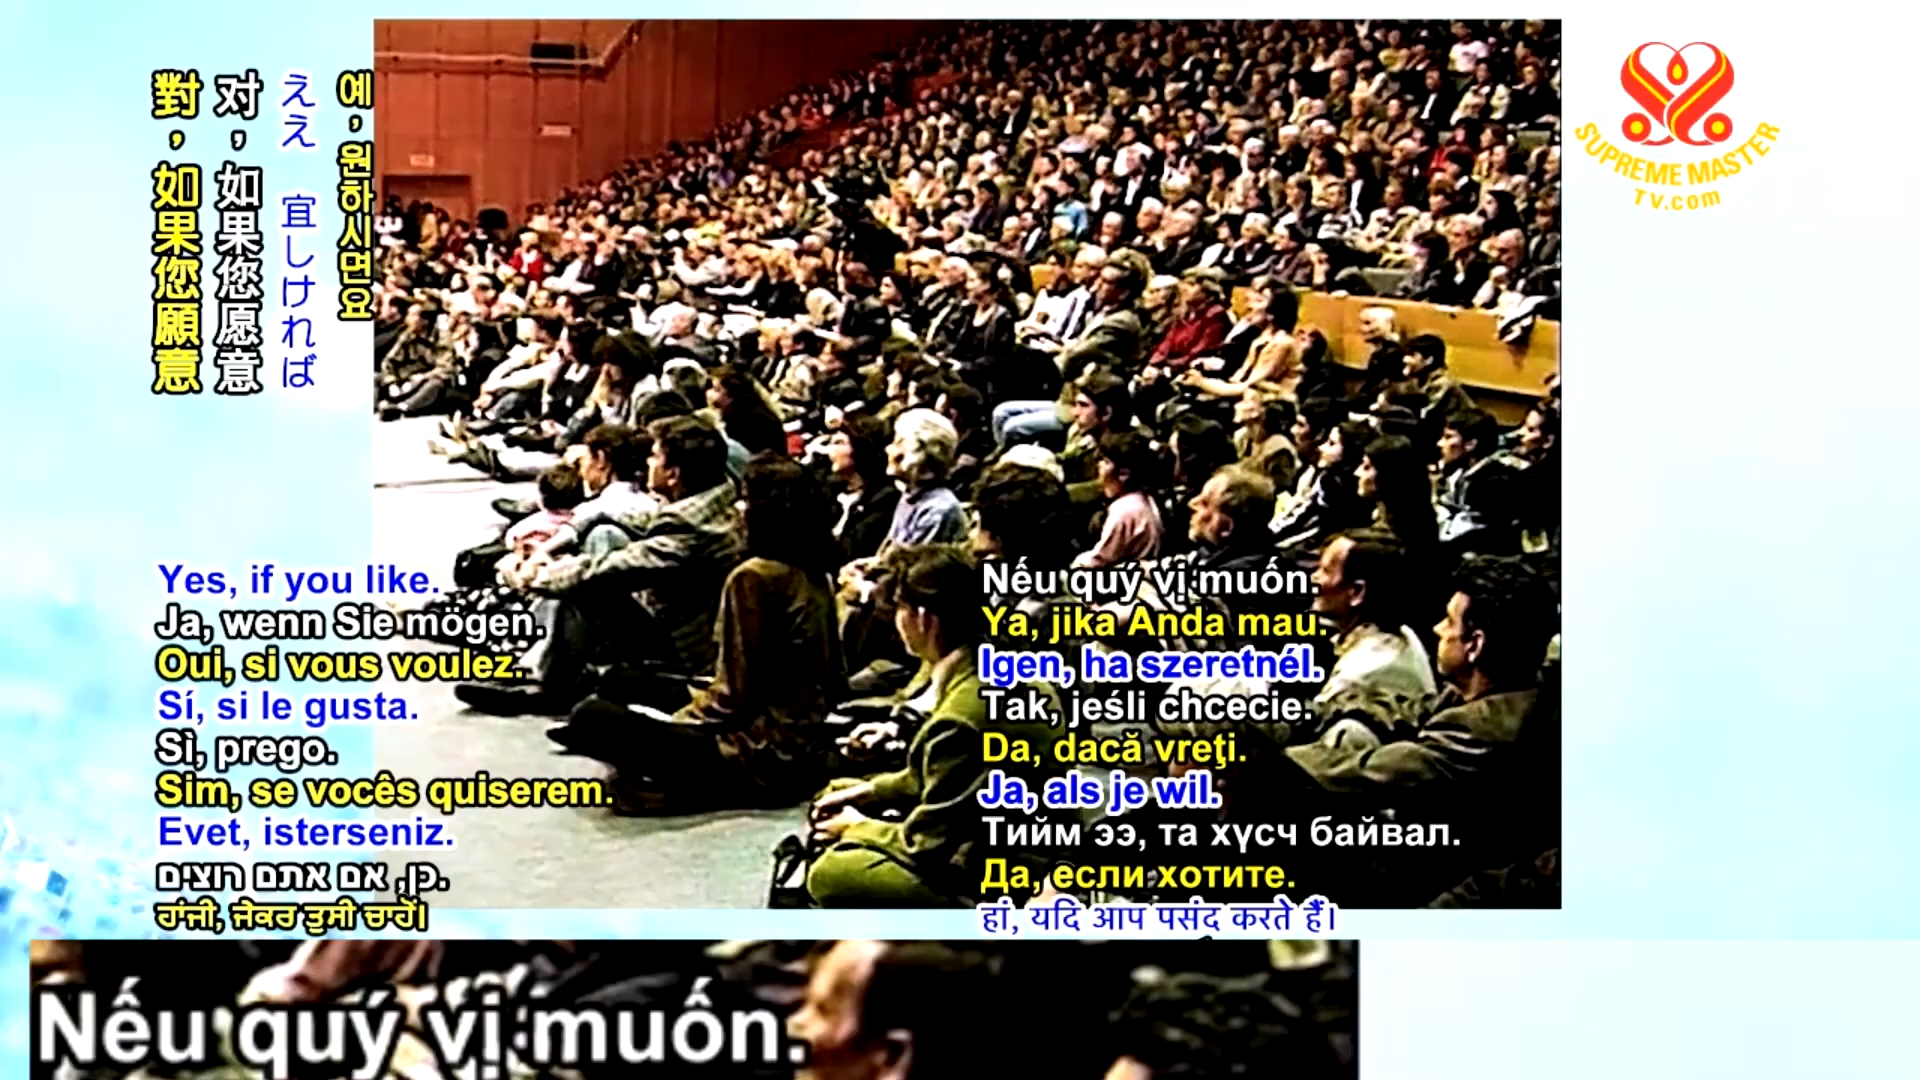 對，如果您願意
对，如果您愿意
ええ　宜しければ
예, 원하시면요
SUPREME MASTER
TV.com
Yes, if you like.
Ja, wenn Sie mögen.
Oui, si vous voulez.
Sí, si le gusta.
Sì, prego.
Sim, se vocês quiserem.
Evet, isterseniz.
כן, אם אתם רוצים.
ਹਾਂਜੀ, ਜੇਕਰ ਤੁਸੀ ਚਾਹੋਂ।
Nếu quý vị muốn.
Ya, jika Anda mau.
Igen, ha szeretnél.
Tak, jeśli chcecie.
Da, dacă vreţi.
Ja, als je wil.
Тийм ээ, та хүсч байвал.
Да, если хотите.
हां, यदि आप पसंद करते हैं।
Nếu quý vị muốn.